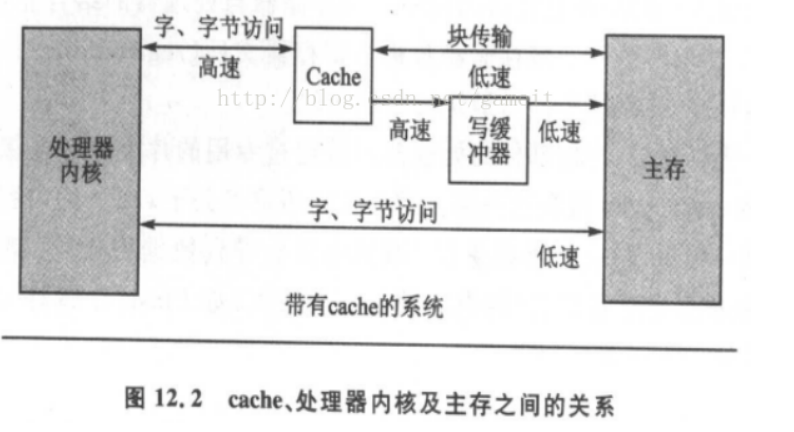 字、字节访问
高速
Cache
块传输
低速
http://blog.csdn.net/gameit
高速
写缓
冲器
低速
处理器
内核
主存
字、字节访问
低速
带有cache的系统
图 12.2 cache、处理器内核及主存之间的关系